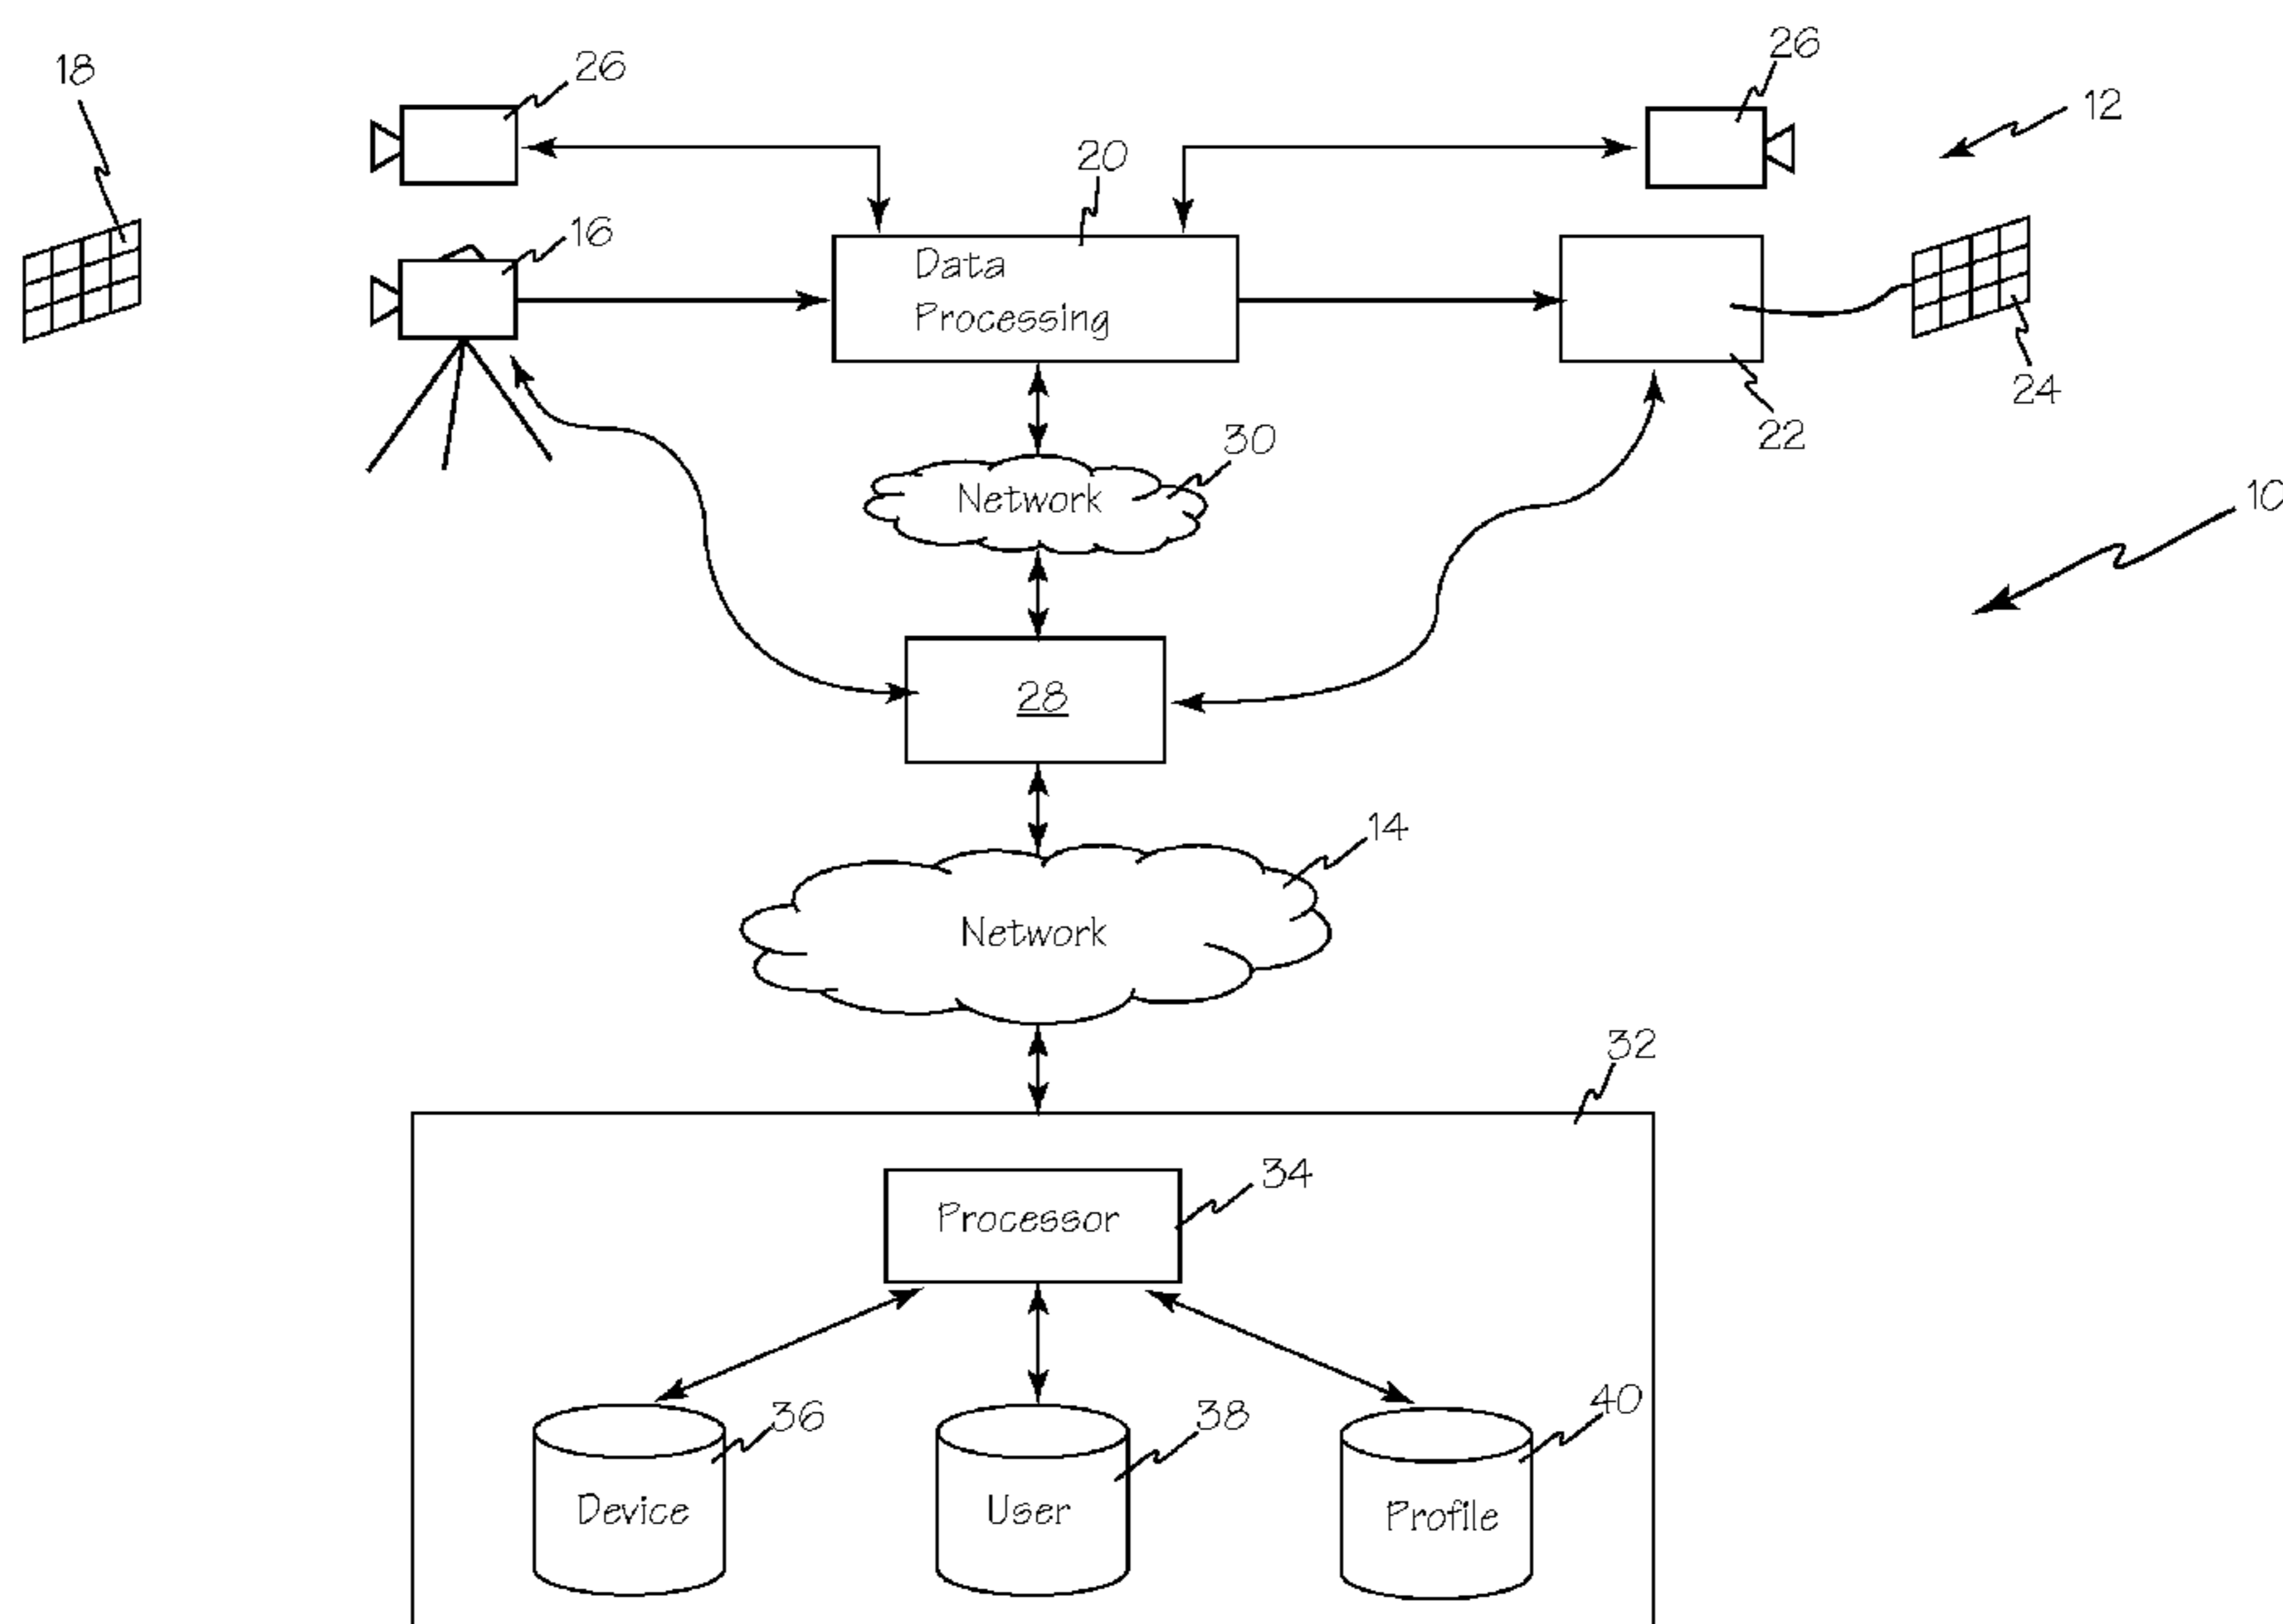 18
26
26
12
20
16
Data
Processing
24
22
30
Network
10
28
14
Network
32
34
Processor
36
38
40
Device
User
Profile